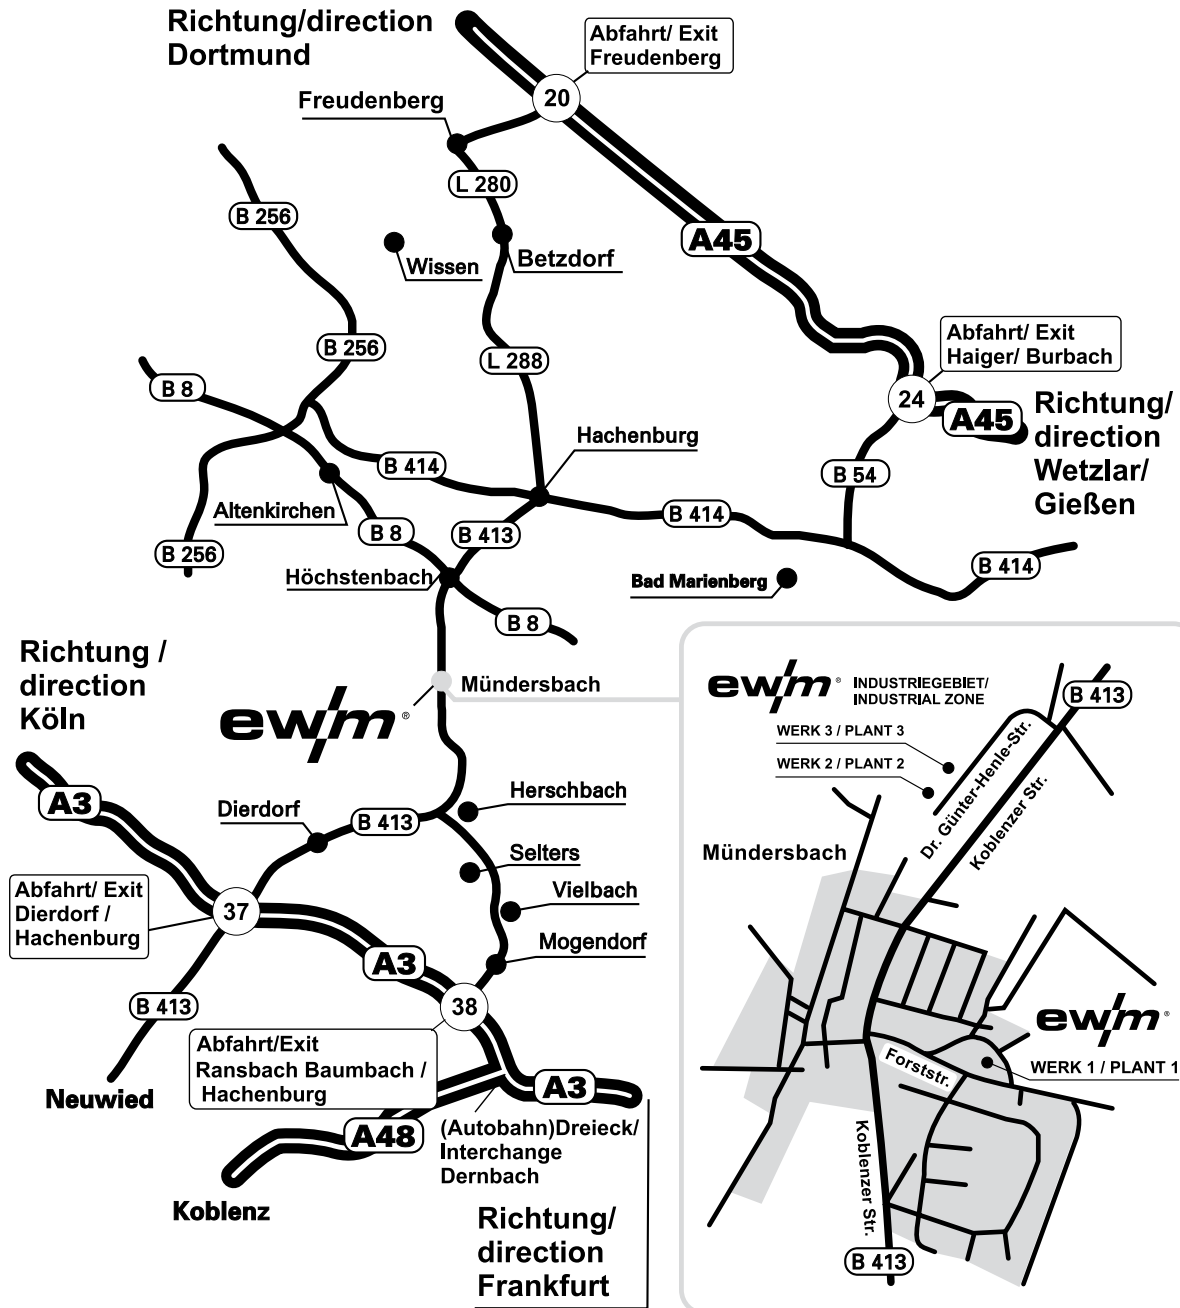 Richtung/direction
Dortmund
Abfahrt/ Exit
Freudenberg
20
Freudenberg
L 280
B 256
A45
Wissen
Betzdorf
B 256
L 288
B 8
Abfahrt/ Exit
Haiger/ Burbach
24
A45
Richtung/
direction
Wetzlar/
Gießen
Hachenburg
B 414
B 54
Altenkirchen
B 414
B 8
B 413
B 256
B 414
Höchstenbach
Bad Marienberg
B 8
Richtung /
direction
Köln
Mündersbach
ewm®
A3
Herschbach
Dierdorf
B 413
Selters
Vielbach
Abfahrt/ Exit
Dierdorf /
Hachenburg
37
Mogendorf
A3
B 413
38
Abfahrt/Exit
Ransbach Baumbach /
Hachenburg
Neuwied
A3
A48
(Autobahn)Dreieck/
Interchange
Dernbach
Koblenz
Richtung/
direction
Frankfurt
ewm®
INDUSTRIEGEBIET/
INDUSTRIAL ZONE
B 413
WERK 3 / PLANT 3
WERK 2 / PLANT 2
Dr. Günter-Henle-Str.
Koblenzer Str.
Mündersbach
ewm®
Forststr.
WERK 1 / PLANT 1
Koblenzer Str.
B 413